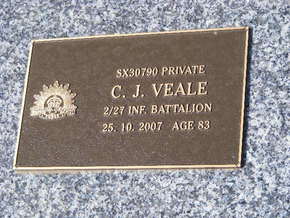 SX30790 PRIVATE
C. J. VEALE
2/27 INF. BATTALION
25. 10. 2007 AGE 83